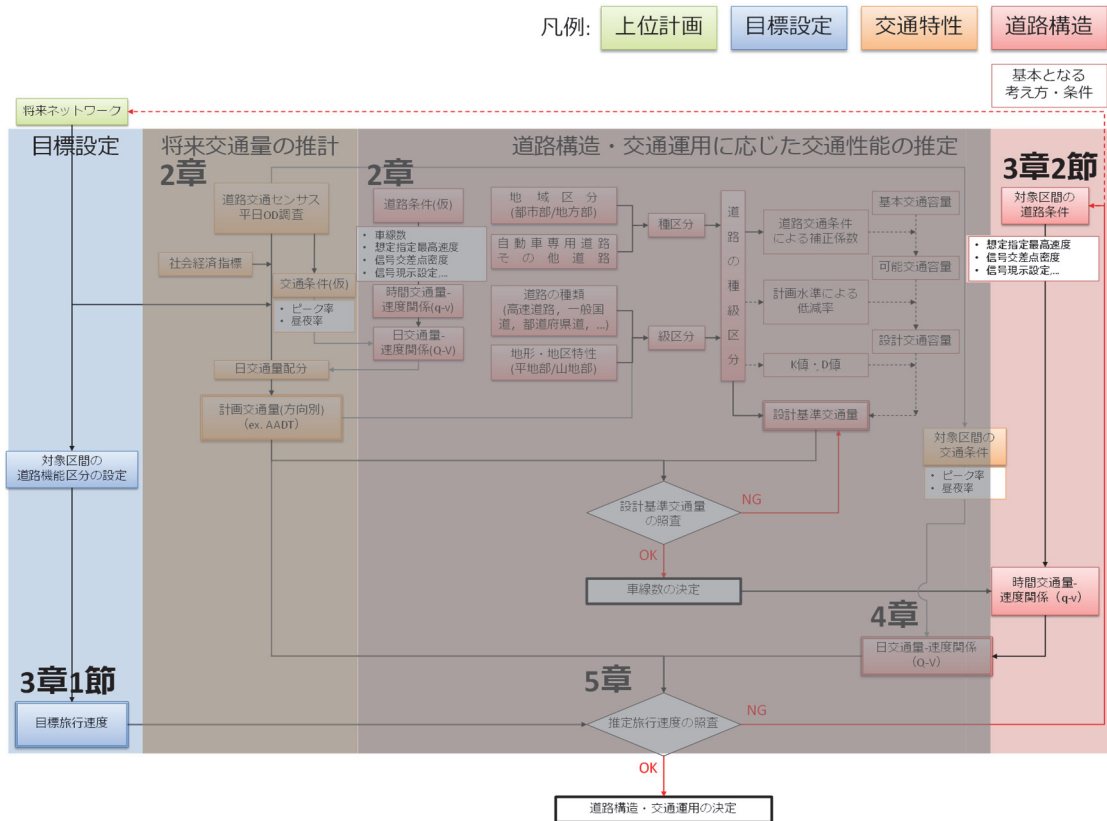 凡例:
上位計画
目標設定
交通特性
道路構造
基本となる
考え方・条件
将来ネットワーク
目標設定
将来交通量の推計
道路構造・交通運用に応じた交通性能の推定
2章
2章
3章2節
道路交通センサス
平日OD調査
社会経済指標
交通条件(仮)
• ピーク率
• 昼夜率
日交通量配分
計画交通量(方向別)
(ex. AADT)
道路条件(仮)
• 車線数
• 想定指定最高速度
• 信号交差点密度
• 信号現示設定,...
時間交通量-
速度関係(q-v)
日交通量-
速度関係(Q-V)
地域区分
(都市部/地方部)
自動車専用道路
その他道路
種区分
道路の種類
(高速道路，一般国
道，都道府県道，...)
地形・地区特性
(平地部/山地部)
級区分
道路の種級区分
道路交通条件
による補正係数
計画水準による
低減率
K値・D値
基本交通容量
可能交通容量
設計交通容量
設計基準交通量
対象区間の
道路条件
• 想定指定最高速度
• 信号交差点密度
• 信号現示設定,...
対象区間の
交通条件
• ピーク率
• 昼夜率
対象区間の
道路機能区分の設定
設計基準交通量
の照査
NG
OK
車線数の決定
時間交通量-
速度関係（q-v）
4章
日交通量-速度関係
(Q-V)
3章1節
目標旅行速度
5章
推定旅行速度の照査
NG
OK
道路構造・交通運用の決定